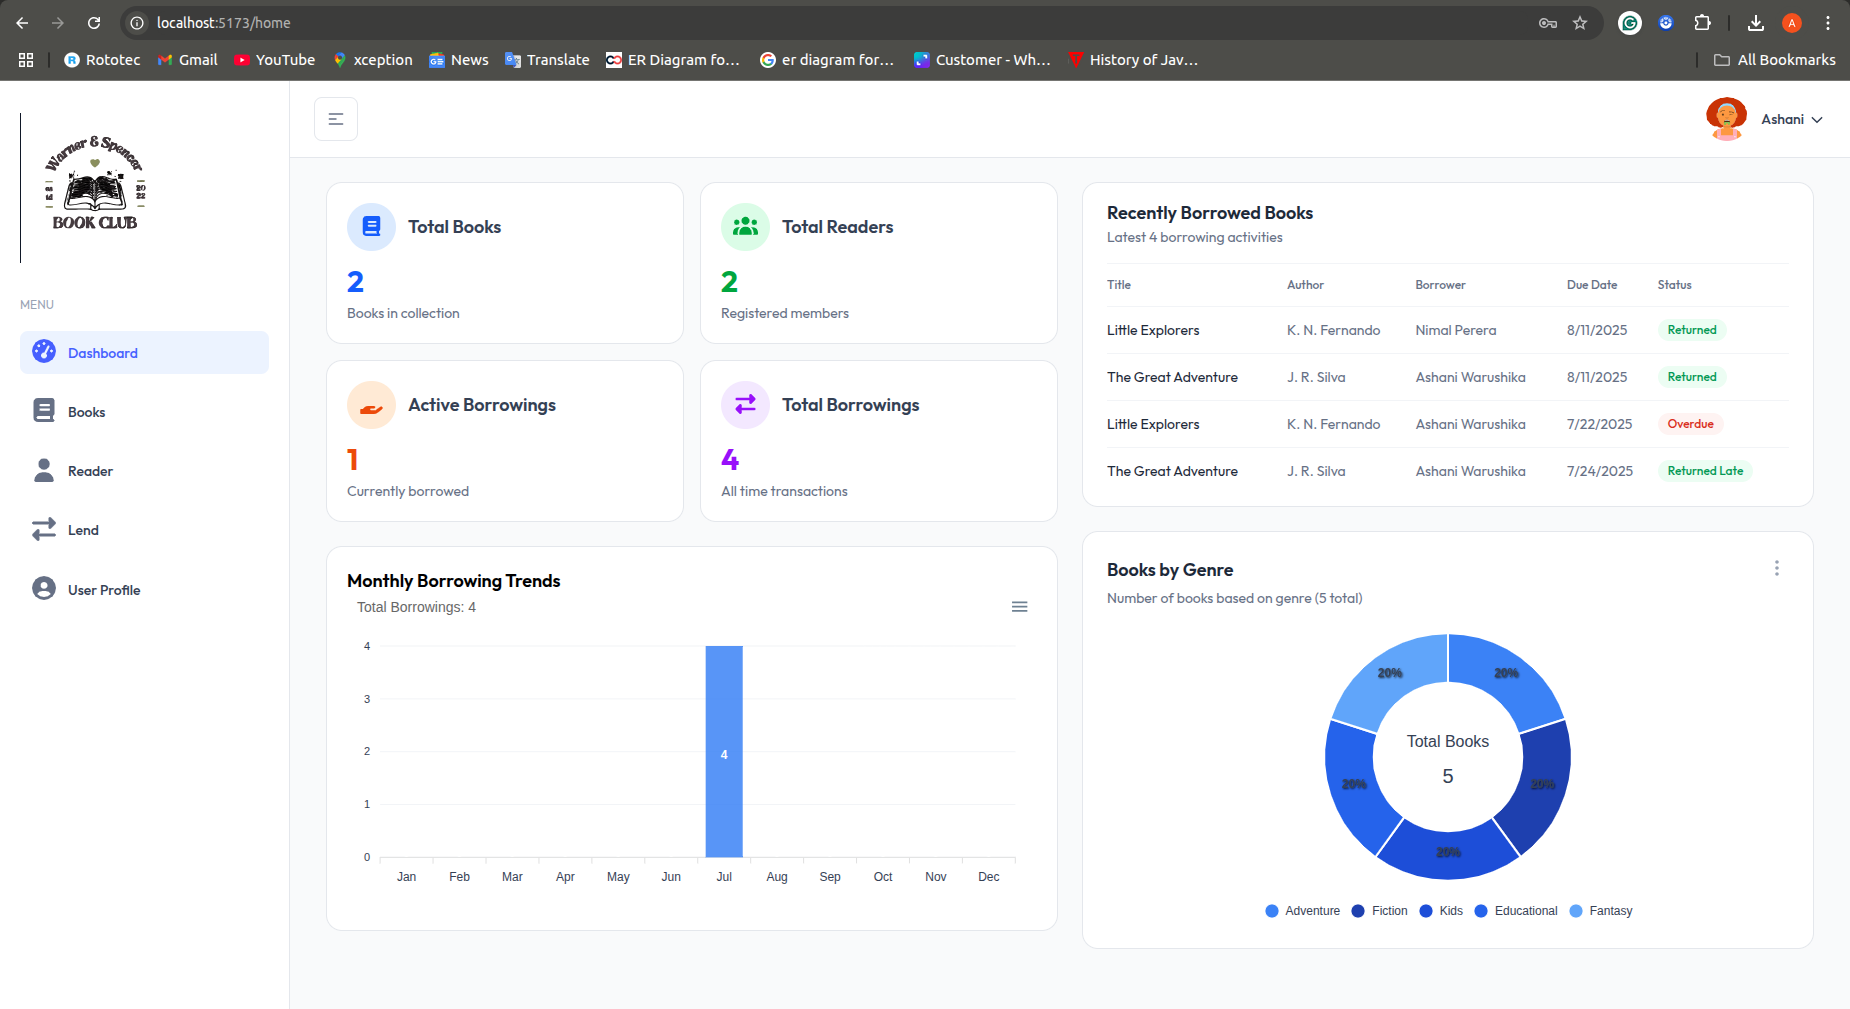 localhost:5173/home
Rototec
Gmail
YouTube
xception
News
Translate
ER Diagram fo...
er diagram for...
Customer - Wh...
History of Jav...
All Bookmarks
A
Warner & Spencer
20
22
BOOK CLUB
Ashani
MENU
Dashboard
Books
Reader
Lend
User Profile
Total Books
2
Books in collection
Total Readers
2
Registered members
Active Borrowings
1
Currently borrowed
Total Borrowings
4
All time transactions
Monthly Borrowing Trends
Total Borrowings: 4
4
3
2
1
0
4
Jan Feb Mar Apr May Jun Jul Aug Sep Oct Nov Dec
Recently Borrowed Books
Latest 4 borrowing activities
Title Author Borrower Due Date Status
Little Explorers K. N. Fernando Nimal Perera 8/11/2025 Returned
The Great Adventure J. R. Silva Ashani Warushika 8/11/2025 Returned
Little Explorers K. N. Fernando Ashani Warushika 7/22/2025 Overdue
The Great Adventure J. R. Silva Ashani Warushika 7/24/2025 Returned Late
Books by Genre
Number of books based on genre (5 total)
20% 20%
Total Books
5
20% 20%
20%
Adventure Fiction Kids Educational Fantasy